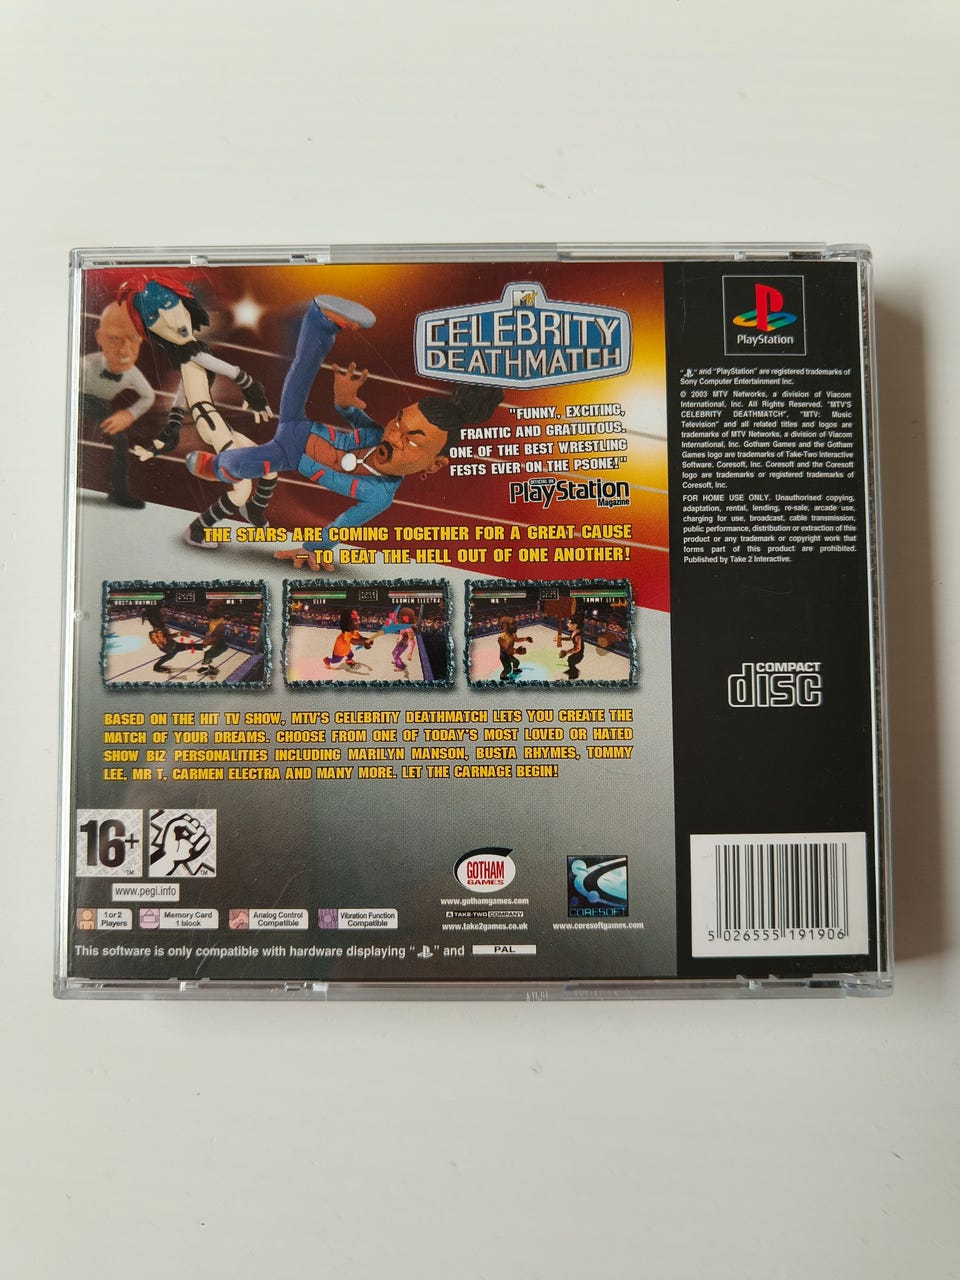 MTV
CELEBRITY
DEATHMATCH
"FUNNY, EXCITING,
FRANTIC AND GRATUITOUS.
ONE OF THE BEST WRESTLING
FESTS EVER ON THE PSONE!"
OFFICIAL UK
PlayStation
Magazine
THE STARS ARE COMING TOGETHER FOR A GREAT CAUSE
– TO BEAT THE HELL OUT OF ONE ANOTHER!
BUSTA RHYMES
MR T
CLEO
CARMEN ELECTRA
MR T
TOMMY LEE
BASED ON THE HIT TV SHOW, MTV'S CELEBRITY DEATHMATCH LETS YOU CREATE THE
MATCH OF YOUR DREAMS. CHOOSE FROM ONE OF TODAY'S MOST LOVED OR HATED
SHOW BIZ PERSONALITIES INCLUDING MARILYN MANSON, BUSTA RHYMES, TOMMY
LEE, MR T, CARMEN ELECTRA AND MANY MORE. LET THE CARNAGE BEGIN!
16+
TM
TM
www.pegi.info
1 or 2
Players
Memory Card
1 block
Analog Control
Compatible
Vibration Function
Compatible
GOTHAM
GAMES
www.gothamgames.com
A TAKE-TWO COMPANY
www.take2games.co.uk
CORESOFT
www.coresoftgames.com
This software is only compatible with hardware displaying " " and PAL
PlayStation
" " and "PlayStation" are registered trademarks of
Sony Computer Entertainment Inc.
© 2003 MTV Networks, a division of Viacom
International, Inc. All Rights Reserved. "MTV'S
CELEBRITY DEATHMATCH", "MTV: Music
Television" and all related titles and logos are
trademarks of MTV Networks, a division of Viacom
International, Inc. Gotham Games and the Gotham
Games logo are trademarks of Take-Two Interactive
Software. Coresoft, Inc. Coresoft and the Coresoft
logo are trademarks or registered trademarks of
Coresoft, Inc.
FOR HOME USE ONLY. Unauthorised copying,
adaptation, rental, lending, re-sale, arcade use,
charging for use, broadcast, cable transmission,
public performance, distribution or extraction of this
product or any trademark or copyright work that
forms part of this product are prohibited.
Published by Take 2 Interactive.
COMPACT
disc
5 026555 191906